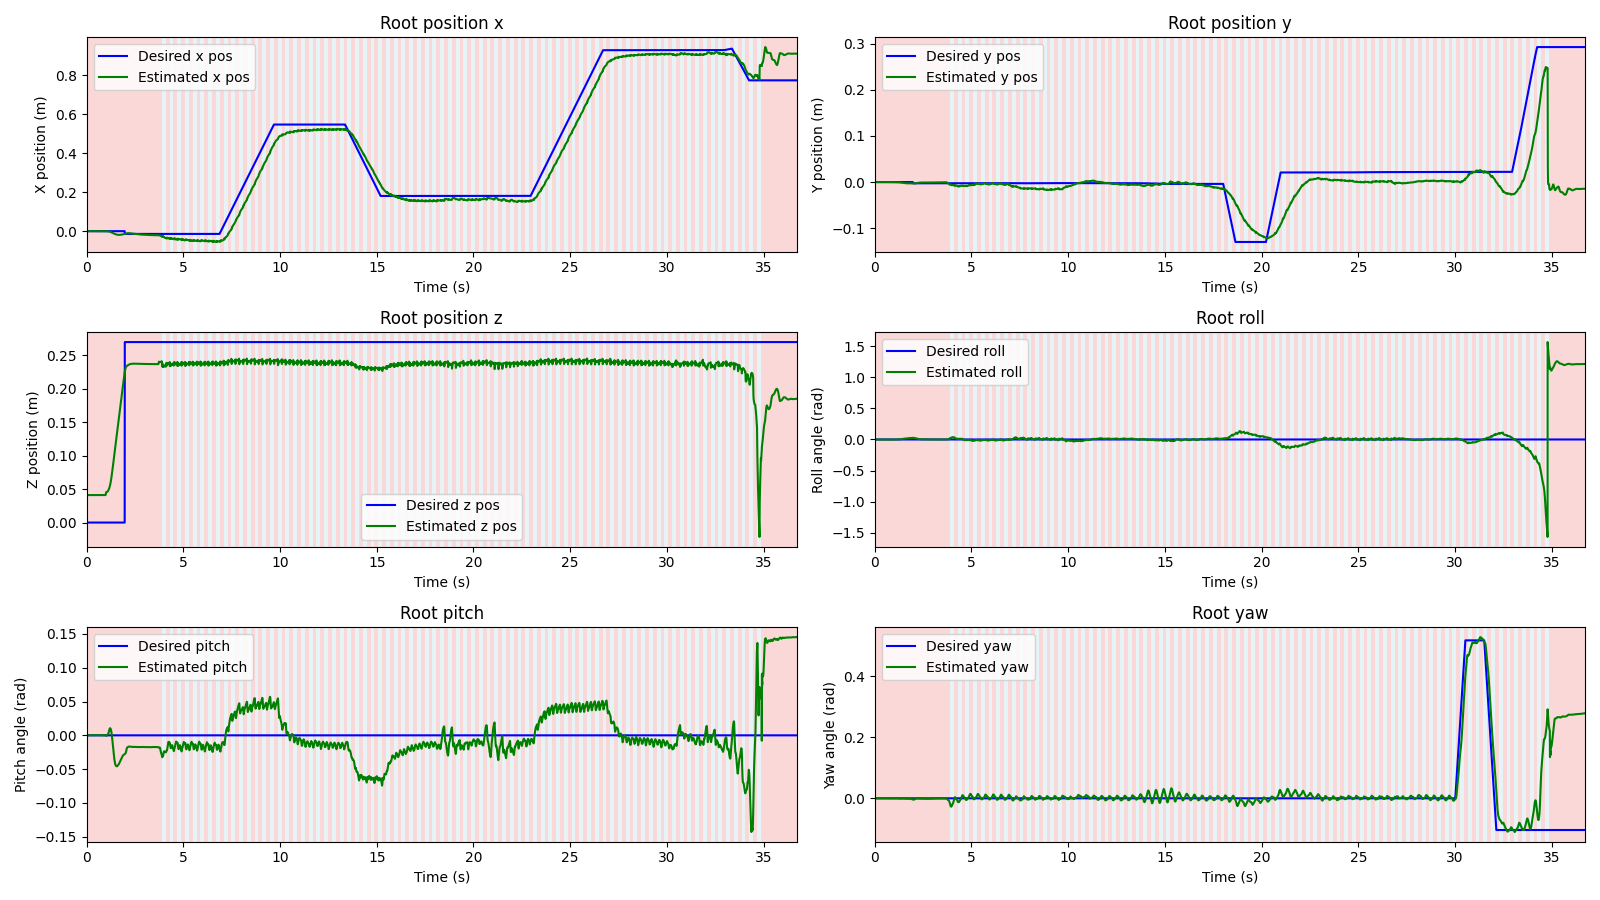 Root position x
Desired x pos
Estimated x pos
X position (m)
0.8
0.6
0.4
0.2
0.0
0 5 10 15 20 25 30 35
Time (s)
Root position y
Desired y pos
Estimated y pos
Y position (m)
0.3
0.2
0.1
0.0
−0.1
0 5 10 15 20 25 30 35
Time (s)
Root position z
Desired z pos
Estimated z pos
Z position (m)
0.25
0.20
0.15
0.10
0.05
0.00
0 5 10 15 20 25 30 35
Time (s)
Root roll
Desired roll
Estimated roll
Roll angle (rad)
1.5
1.0
0.5
0.0
−0.5
−1.0
−1.5
0 5 10 15 20 25 30 35
Time (s)
Root pitch
Desired pitch
Estimated pitch
Pitch angle (rad)
0.15
0.10
0.05
0.00
−0.05
−0.10
−0.15
0 5 10 15 20 25 30 35
Time (s)
Root yaw
Desired yaw
Estimated yaw
Yaw angle (rad)
0.4
0.2
0.0
0 5 10 15 20 25 30 35
Time (s)